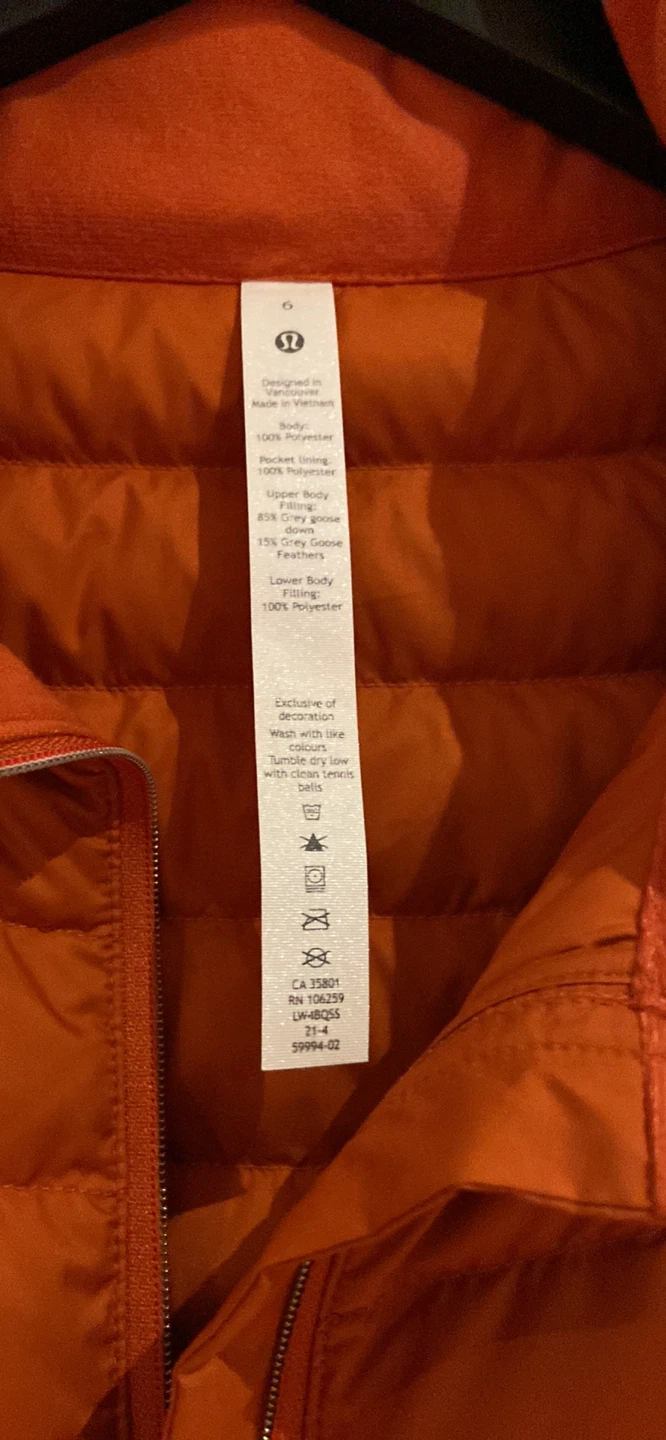 6
Designed in
Vancouver
Made in Vietnam
Body:
100% Polyester
Pocket lining:
100% Polyester
Upper Body
Filling:
85% Grey goose
down
15% Grey Goose
Feathers
Lower Body
Filling:
100% Polyester
Exclusive of
decoration
Wash with like
colours
Tumble dry low
with clean tennis
balls
CA 35801
RN 106259
LW4BQSS
21-4
59994-02